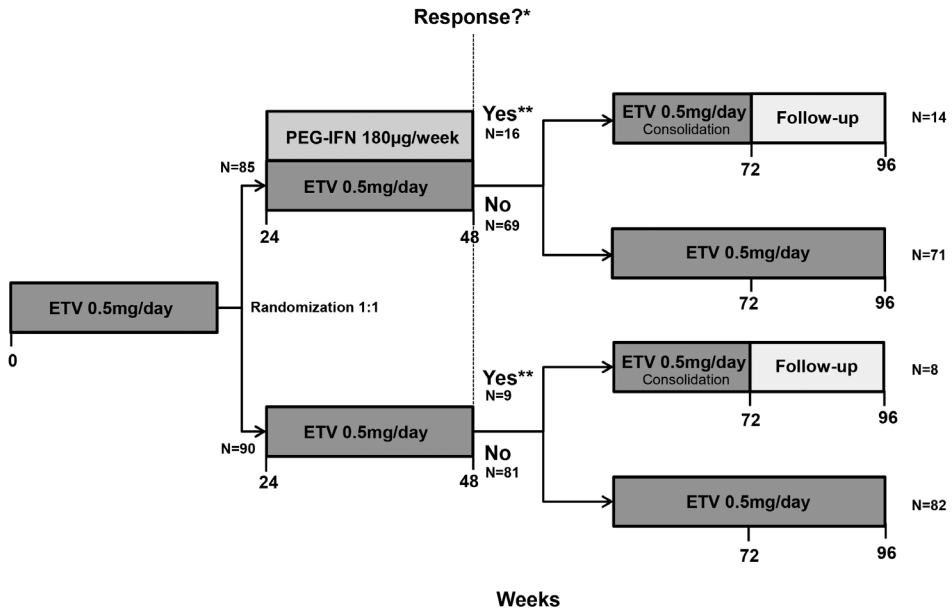 Response?*
Yes**
N=16
PEG-IFN 180µg/week
ETV 0.5mg/day
N=85
24
48
No
N=69
ETV 0.5mg/day
Consolidation
Follow-up
N=14
72
96
ETV 0.5mg/day
N=71
72
96
ETV 0.5mg/day
0
Randomization 1:1
Yes**
N=9
ETV 0.5mg/day
N=90
24
48
No
N=81
ETV 0.5mg/day
Consolidation
Follow-up
N=8
72
96
ETV 0.5mg/day
N=82
72
96
Weeks